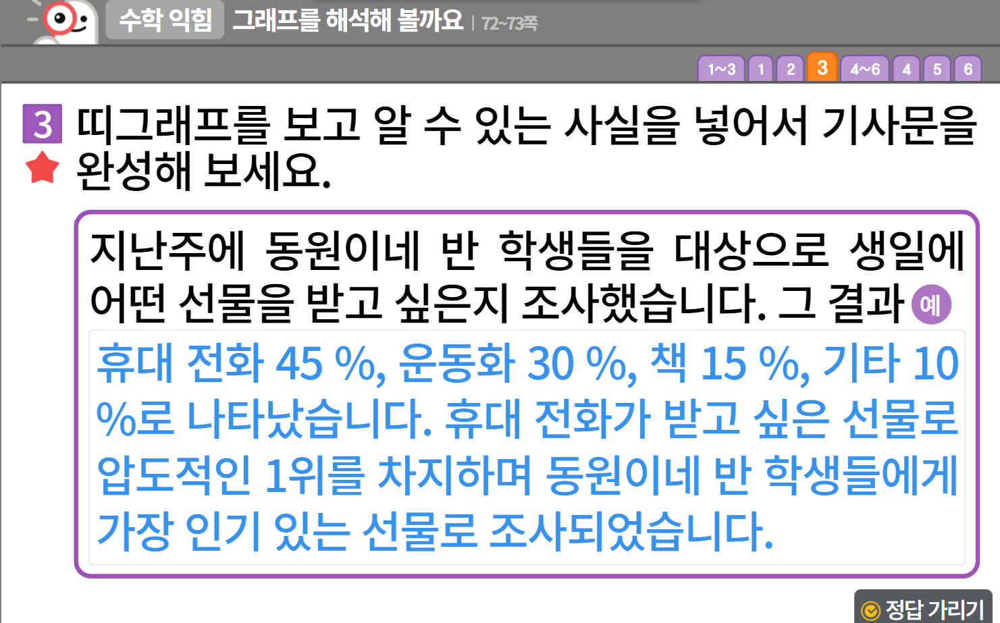 수학 익힘 그래프를 해석해 볼까요 | 72~73쪽
1~3 1 2 3 4~6 4 5 6
3 띠그래프를 보고 알 수 있는 사실을 넣어서 기사문을
완성해 보세요.
지난주에 동원이네 반 학생들을 대상으로 생일에
어떤 선물을 받고 싶은지 조사했습니다. 그 결과 예
휴대 전화 45 %, 운동화 30 %, 책 15 %, 기타 10
%로 나타났습니다. 휴대 전화가 받고 싶은 선물로
압도적인 1위를 차지하며 동원이네 반 학생들에게
가장 인기 있는 선물로 조사되었습니다.
정답 가리기